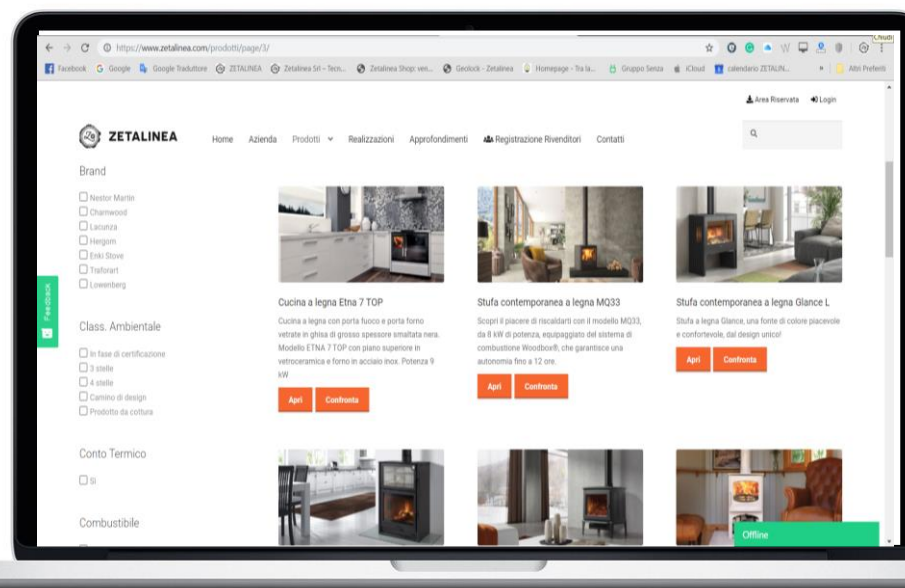 Chiudi
https://www.zetalinea.com/prodotti/page/3/
Facebook Google Google Traduttore ZETALINEA Zetalinea Srl – Tecn... Zetalinea Shop: ven... Geolock - Zetalinea Homepage - Tra la... Gruppo Senza iCloud calendario ZETALIN... » Altri Preferiti
Area Riservata Login
ZETALINEA
Home Azienda Prodotti Realizzazioni Approfondimenti Registrazione Rivenditori Contatti
Brand
Nestor Martin
Charnwood
Lacunza
Hergom
Enki Stove
Traforart
Lowenberg
Feedback
Class. Ambientale
In fase di certificazione
3 stelle
4 stelle
Camino di design
Prodotto da cottura
Conto Termico
Si
Combustibile
Cucina a legna Etna 7 TOP
Cucina a legna con porta fuoco e porta forno
vetrate in ghisa di grosso spessore smaltata nera.
Modello ETNA 7 TOP con piano superiore in
vetroceramica e forno in acciaio inox. Potenza 9
kW
Apri Confronta
Stufa contemporanea a legna MQ33
Scopri il piacere di riscaldarti con il modello MQ33,
da 8 kW di potenza, equipaggiato del sistema di
combustione Woodbox®, che garantisce una
autonomia fino a 12 ore.
Apri Confronta
Stufa contemporanea a legna Glance L
Stufa a legna Glance, una fonte di colore piacevole
e confortevole, dal design unico!
Apri Confronta
Offline